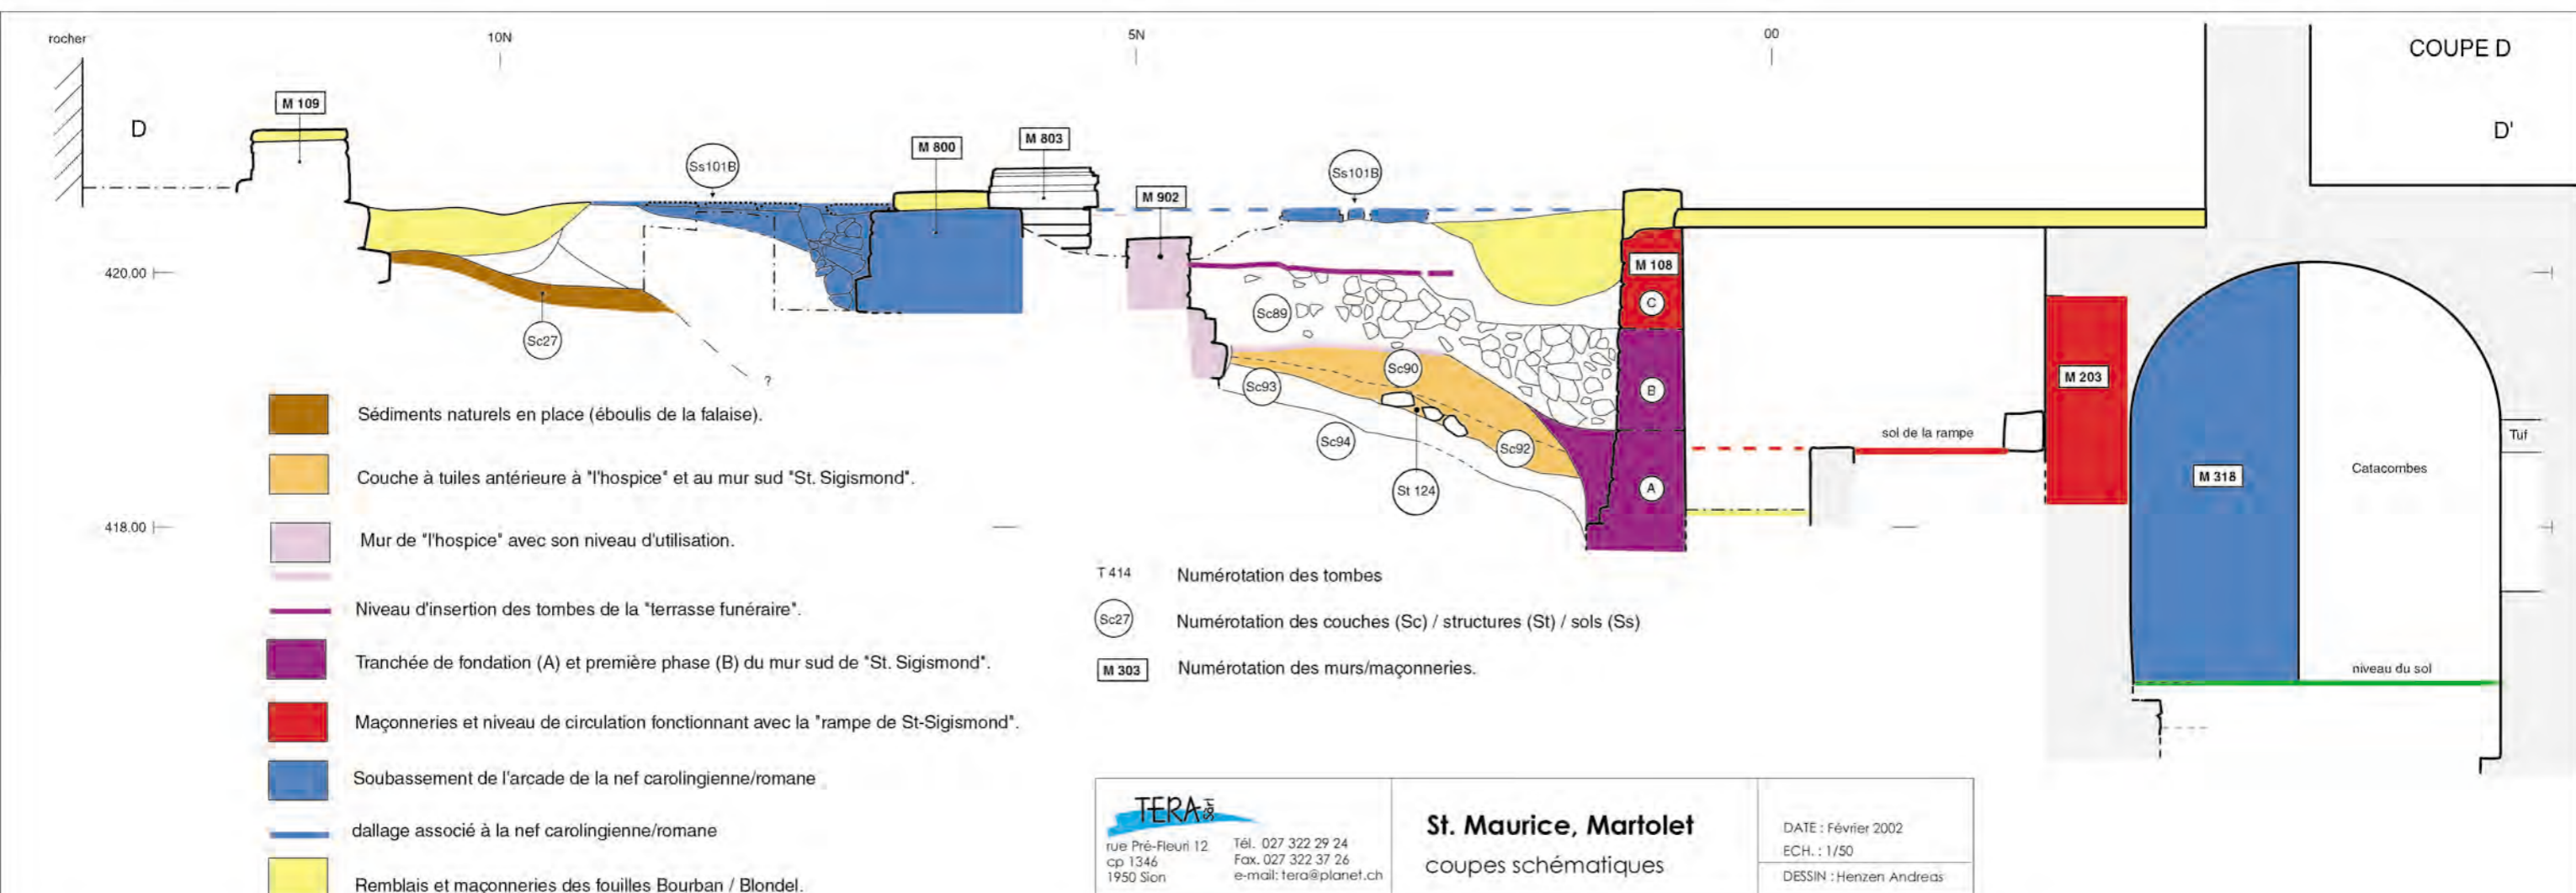 rocher
10N
5N
00
COUPE D
D
D'
M 109
Ss101B
M 800
M 803
M 902
Ss101B
420.00
M 108
C
Sc27
Sc89
?
Sc90
Sc93
B
M 203
Sc94
Sc92
sol de la rampe
Tuf
St 124
A
M 318
Catacombes
418.00
niveau du sol
Sédiments naturels en place (éboulis de la falaise).
Couche à tuiles antérieure à "l'hospice" et au mur sud "St. Sigismond".
Mur de "l'hospice" avec son niveau d'utilisation.
Niveau d'insertion des tombes de la "terrasse funéraire".
Tranchée de fondation (A) et première phase (B) du mur sud de "St. Sigismond".
Maçonneries et niveau de circulation fonctionnant avec la "rampe de St-Sigismond".
Soubassement de l'arcade de la nef carolingienne/romane
dallage associé à la nef carolingienne/romane
Remblais et maçonneries des fouilles Bourban / Blondel.
T 414 Numérotation des tombes
Sc27 Numérotation des couches (Sc) / structures (St) / sols (Ss)
M 303 Numérotation des murs/maçonneries.
TERA Sàrl
rue Pré-Fleuri 12
cp 1346
1950 Sion
Tél. 027 322 29 24
Fax. 027 322 37 26
e-mail: tera@planet.ch
St. Maurice, Martolet
coupes schématiques
DATE : Février 2002
ECH. : 1/50
DESSIN : Henzen Andreas